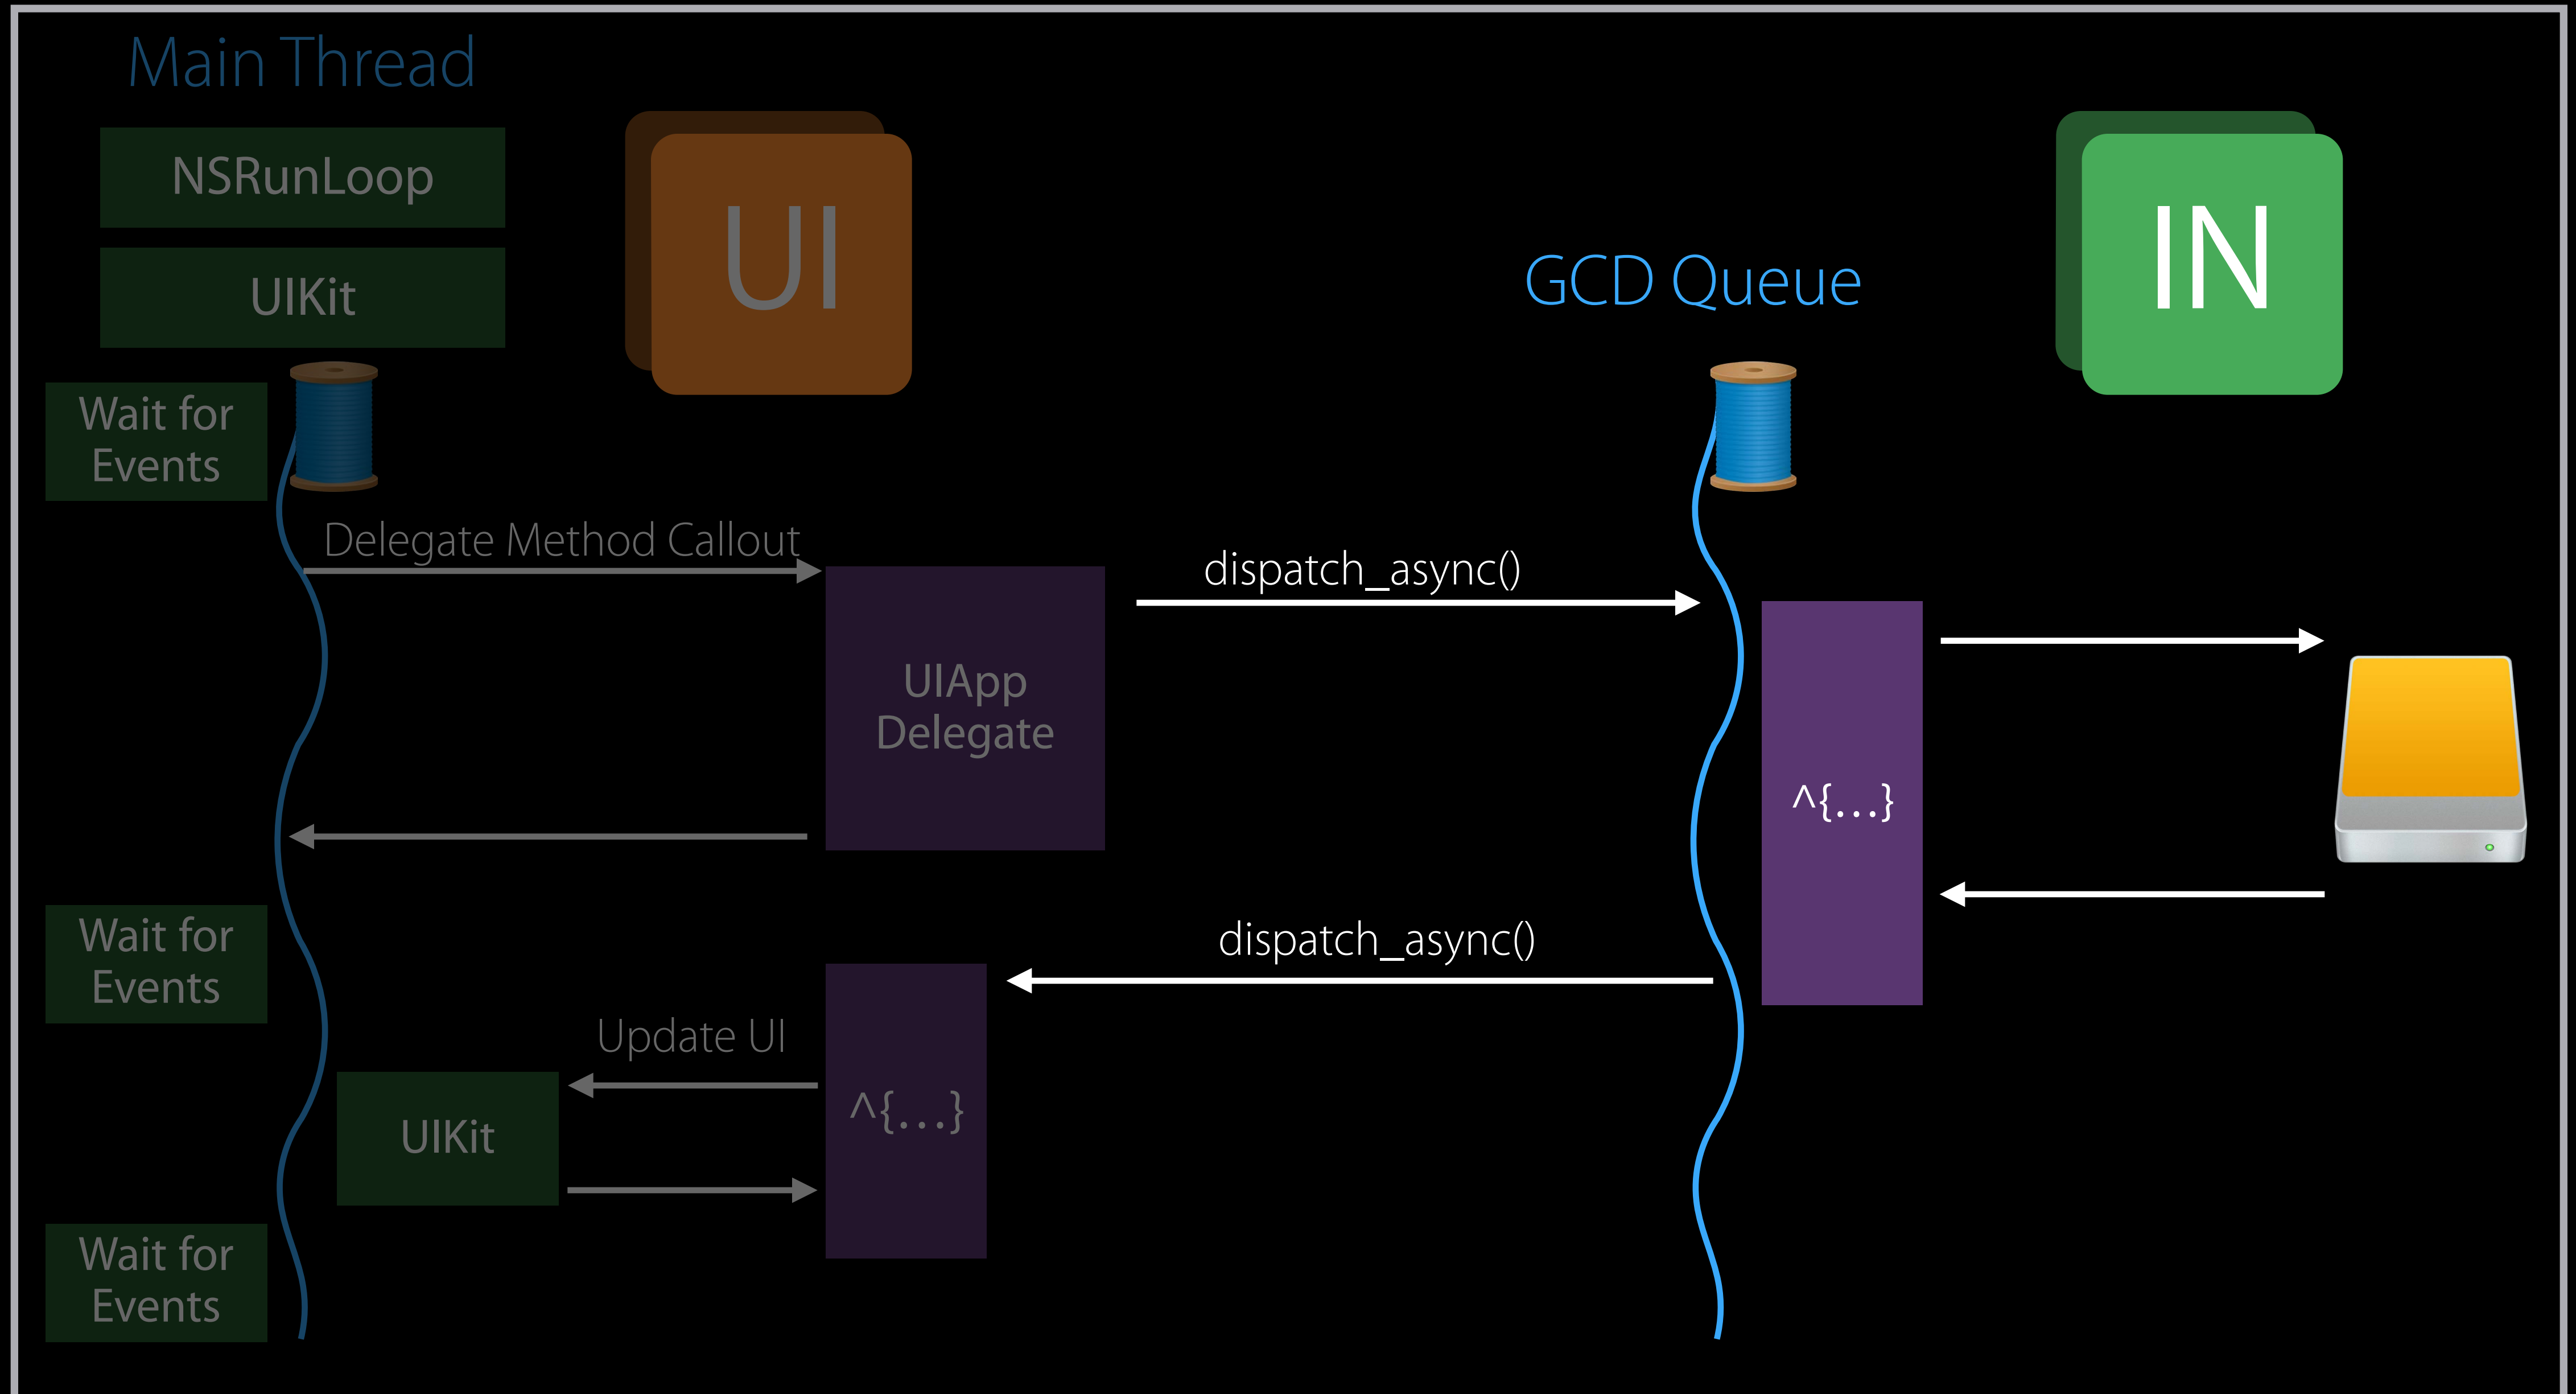 Main Thread
NSRunLoop
UIKit
UI
GCD Queue
IN
Wait for
Events
Delegate Method Callout
dispatch_async()
UIApp
Delegate
^{…}
dispatch_async()
Wait for
Events
Update UI
UIKit
^{…}
Wait for
Events